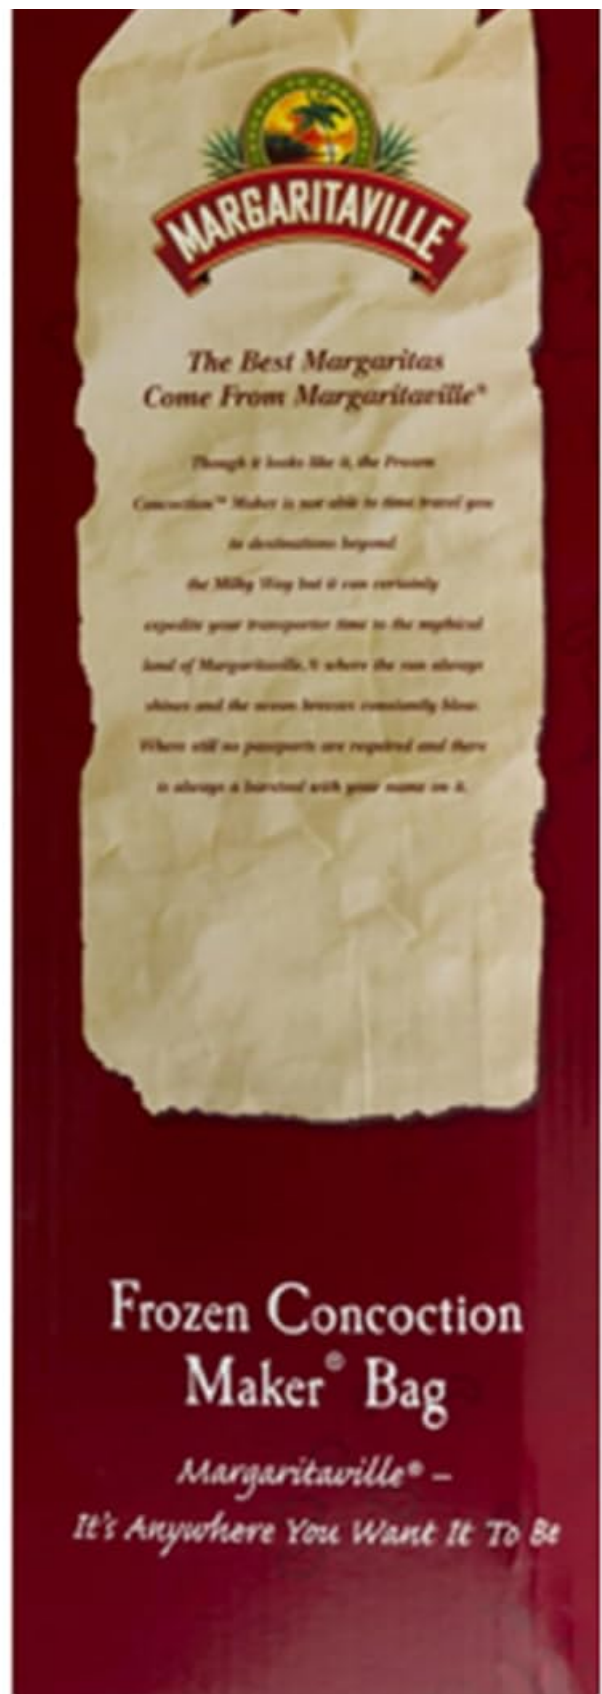 MARGARITAVILLE
The Best Margaritas
Come From Margaritaville®
Though it looks like it, the Frozen
Concoction™ Maker is not able to time travel you
to destinations beyond
the Milky Way but it can certainly
expedite your transporter time to the mythical
land of Margaritaville,® where the sun always
shines and the ocean breezes constantly blow.
Where still no passports are required and there
is always a barstool with your name on it.
Frozen Concoction
Maker® Bag
Margaritaville® –
It's Anywhere You Want It To Be